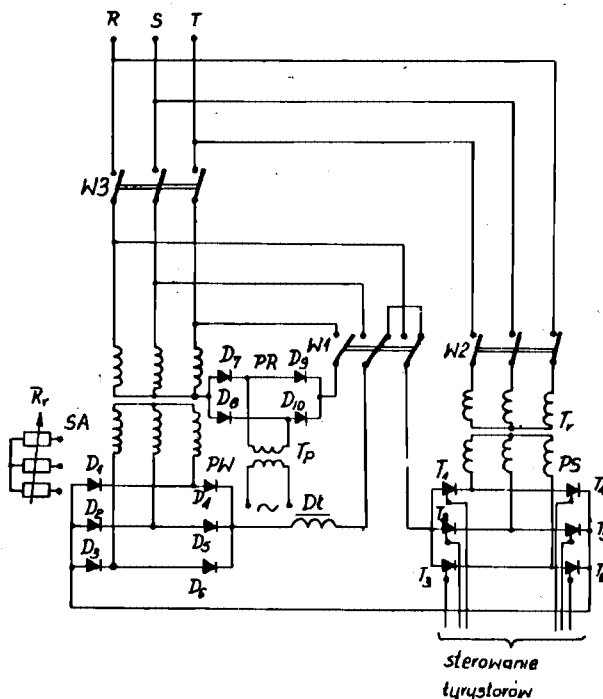 R S T
W3
W1
W2
D7 PR D9
D8 D10
Rr
SA
Tp
Tr
D1 PW D4
PS
D2 D5
Dt
D3 D6
~
T1
T3
sterowanie
tyrystorów